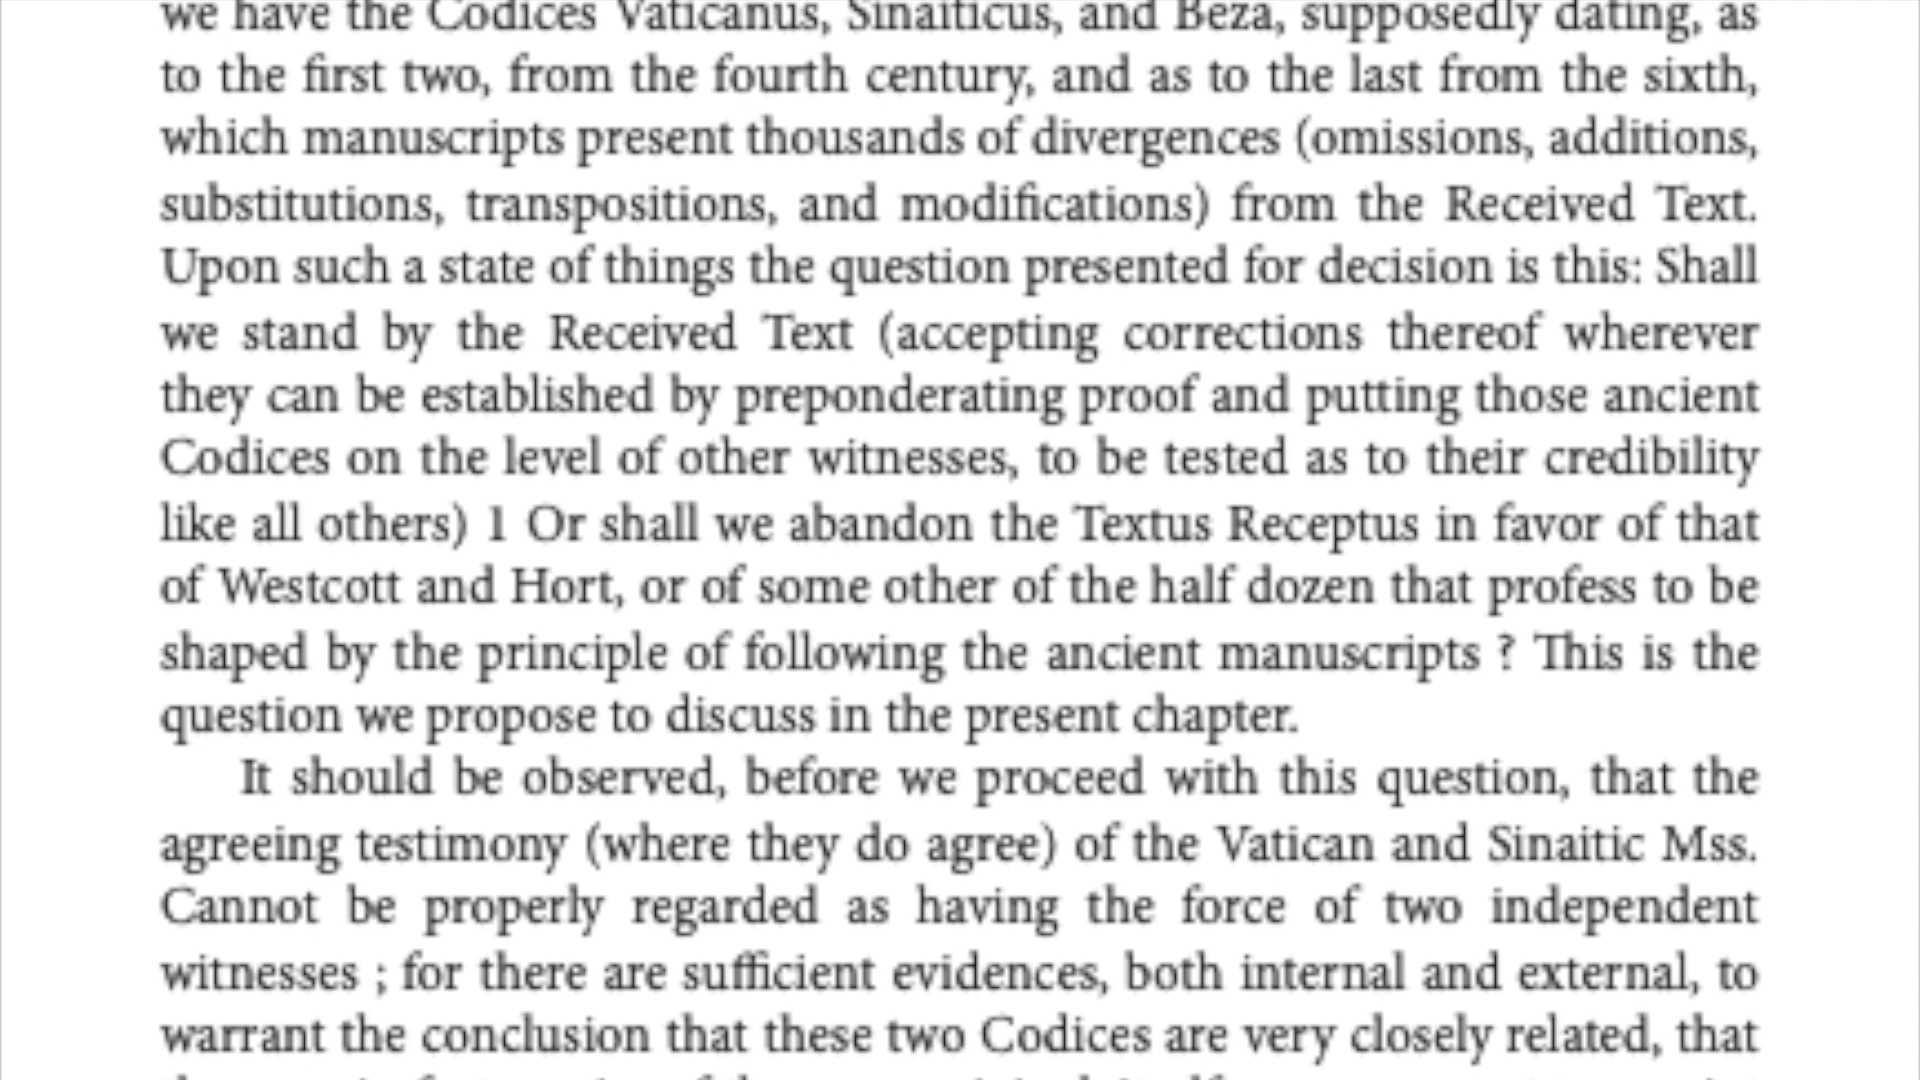 we have the Codices Vaticanus, Sinaiticus, and Beza, supposedly dating, as
to the first two, from the fourth century, and as to the last from the sixth,
which manuscripts present thousands of divergences (omissions, additions,
substitutions, transpositions, and modifications) from the Received Text.
Upon such a state of things the question presented for decision is this: Shall
we stand by the Received Text (accepting corrections thereof wherever
they can be established by preponderating proof and putting those ancient
Codices on the level of other witnesses, to be tested as to their credibility
like all others) 1 Or shall we abandon the Textus Receptus in favor of that
of Westcott and Hort, or of some other of the half dozen that profess to be
shaped by the principle of following the ancient manuscripts ? This is the
question we propose to discuss in the present chapter.
It should be observed, before we proceed with this question, that the
agreeing testimony (where they do agree) of the Vatican and Sinaitic Mss.
Cannot be properly regarded as having the force of two independent
witnesses ; for there are sufficient evidences, both internal and external, to
warrant the conclusion that these two Codices are very closely related, that